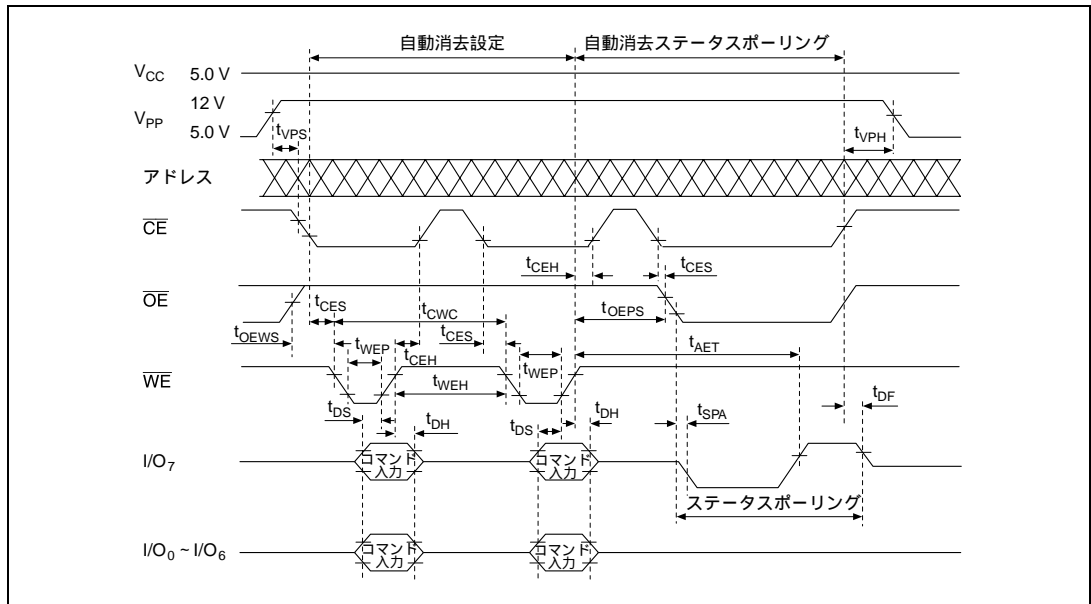 自動消去設定 自動消去ステータスポーリング
VCC 5.0 V
12 V
VPP
5.0 V
tVPS tVPH
アドレス
CE
tCEH tCES
OE
tCES tCWC tOEPS
tOEWS tWEP tCES tAET
tCEH tWEP
WE
tWEH
tDF
tDS tDH tDS tDH tSPA
I/O7 コマンド入力 コマンド入力
ステータスポーリング
I/O0 ~ I/O6 コマンド入力 コマンド入力